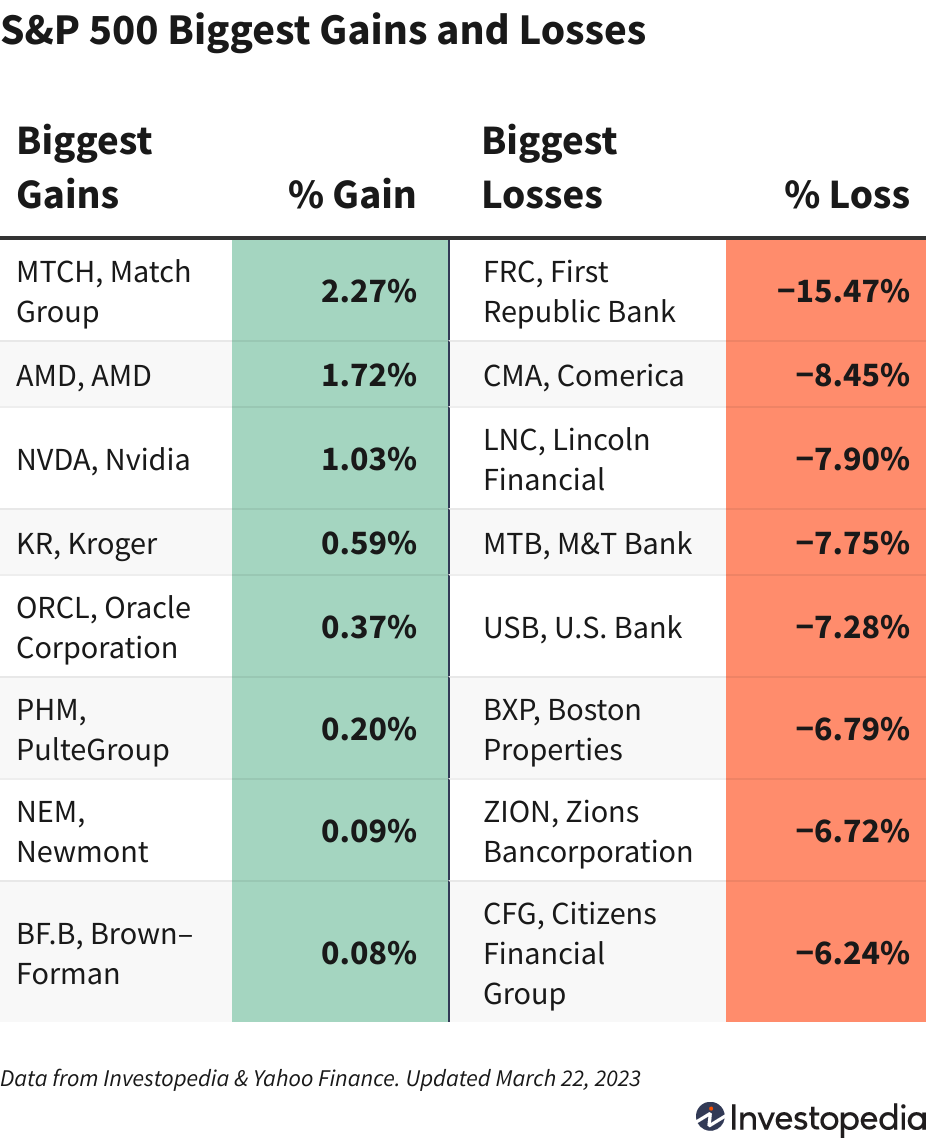 S&P 500 Biggest Gains and Losses
Biggest
Gains
% Gain
Biggest
Losses
% Loss
MTCH, Match
Group
2.27%
FRC, First
Republic Bank
−15.47%
AMD, AMD
1.72%
CMA, Comerica
−8.45%
NVDA, Nvidia
1.03%
LNC, Lincoln
Financial
−7.90%
KR, Kroger
0.59%
MTB, M&T Bank
−7.75%
ORCL, Oracle
Corporation
0.37%
USB, U.S. Bank
−7.28%
PHM,
PulteGroup
0.20%
BXP, Boston
Properties
−6.79%
NEM,
Newmont
0.09%
ZION, Zions
Bancorporation
−6.72%
BF.B, Brown–
Forman
0.08%
CFG, Citizens
Financial
Group
−6.24%
Data from Investopedia & Yahoo Finance. Updated March 22, 2023
Investopedia